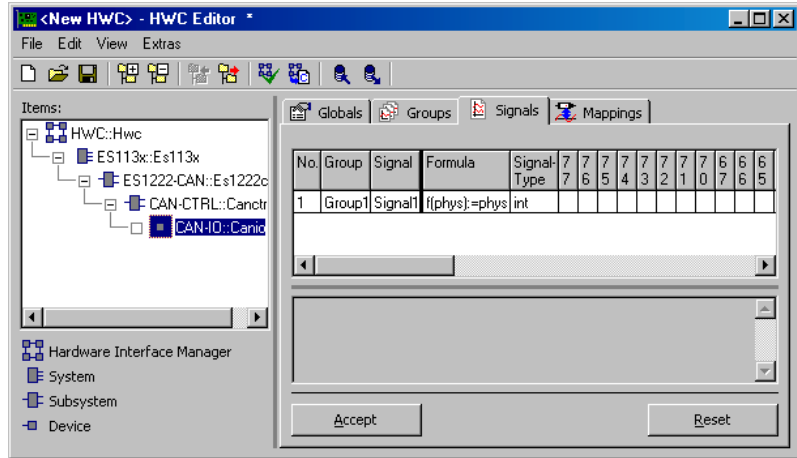 <New HWC> - HWC Editor *
File Edit View Extras
Items:
HWC::Hwc
ES113x::Es113x
ES1222-CAN::Es1222c
CAN-CTRL::Canctr
CAN-IO::Canio
Hardware Interface Manager
System
Subsystem
Device
Globals Groups Signals Mappings
No. Group Signal Formula Signal- 7 7 7 7 7 7 7 7 6 6 6
Type 7 6 5 4 3 2 1 0 7 6 5
1 Group1 Signal1 f(phys):=phys int
Accept Reset